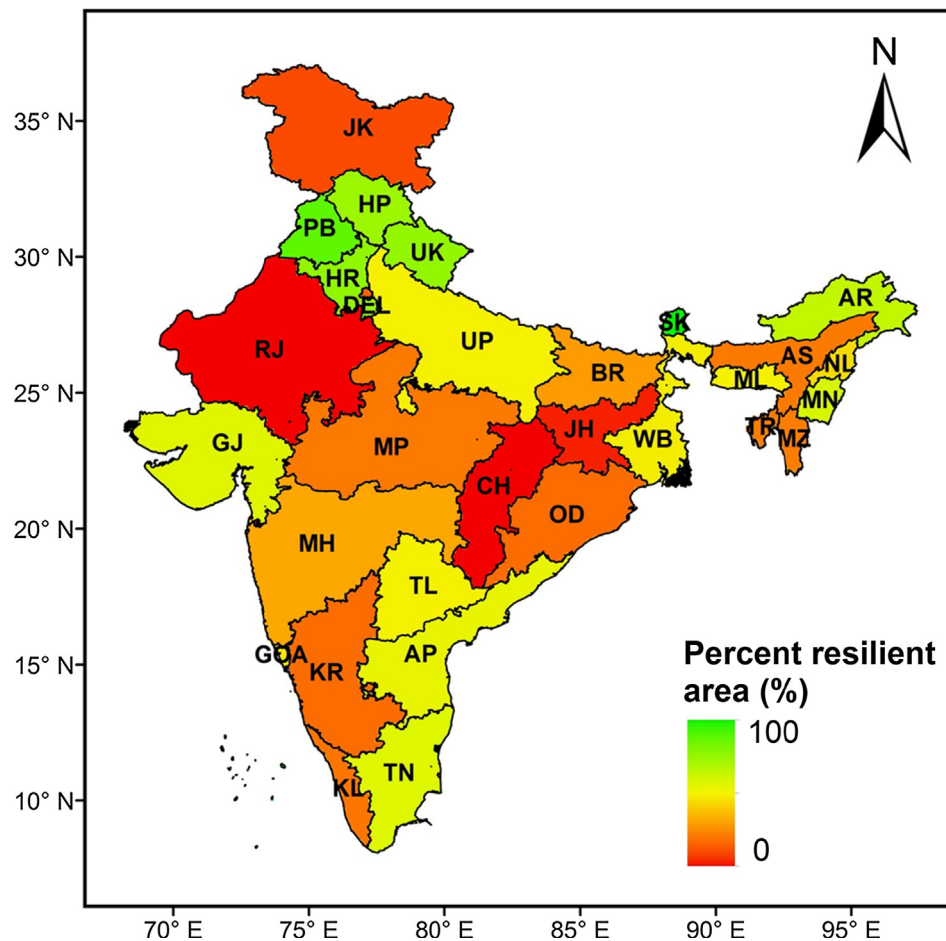 N
35° N
JK
HP
PB
UK
30° N
HR
DEL
AR
SK
RJ
UP
AS
NL
BR
ML
25° N
MN
TR
MZ
GJ
MP
JH
WB
CH
OD
20° N
MH
TL
GOA
AP
15° N
KR
Percent resilient
area (%)
100
TN
KL
10° N
0
70° E
75° E
80° E
85° E
90° E
95° E